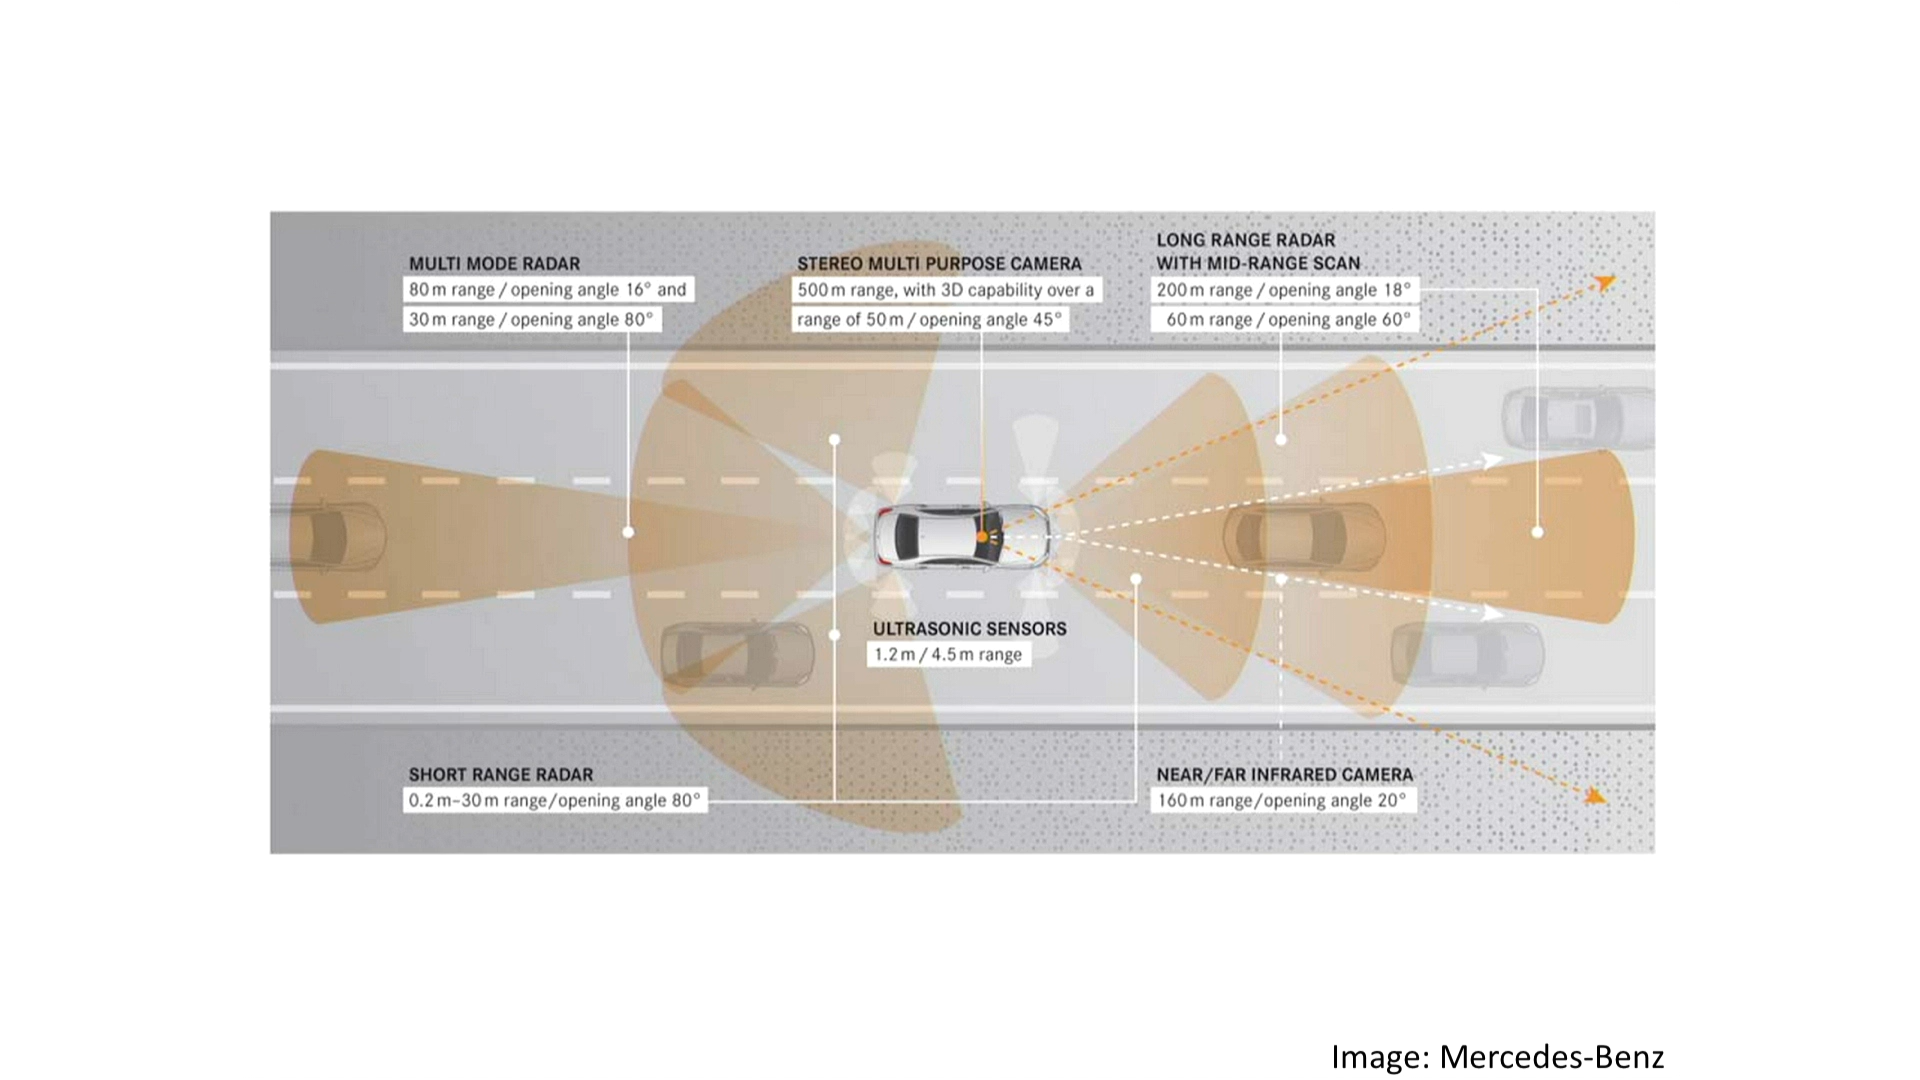 MULTI MODE RADAR
80 m range / opening angle 16° and
30 m range / opening angle 80°
STEREO MULTI PURPOSE CAMERA
500 m range, with 3D capability over a
range of 50 m / opening angle 45°
LONG RANGE RADAR
WITH MID-RANGE SCAN
200 m range / opening angle 18°
60 m range / opening angle 60°
ULTRASONIC SENSORS
1.2 m / 4.5 m range
SHORT RANGE RADAR
0.2 m–30 m range/opening angle 80°
NEAR/FAR INFRARED CAMERA
160 m range/opening angle 20°
Image: Mercedes-Benz